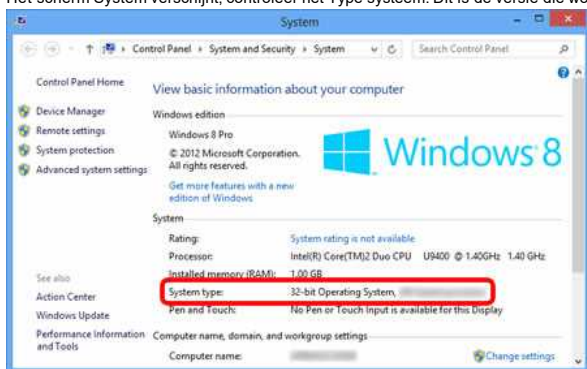 Het scherm System verschijnt, controleer het Type systeem. Dit is de versie die wo
System
Control Panel ▸ System and Security ▸ System
Search Control Panel
Control Panel Home
Device Manager
Remote settings
System protection
Advanced system settings
See also
Action Center
Windows Update
Performance Information
and Tools
View basic information about your computer
Windows edition
Windows 8 Pro
© 2012 Microsoft Corporation.
All rights reserved.
Get more features with a new
edition of Windows
Windows 8
System
Rating: System rating is not available
Processor: Intel(R) Core(TM)2 Duo CPU U9400 @ 1.40GHz 1.40 GHz
Installed memory (RAM): 1.00 GB
System type: 32-bit Operating System,
Pen and Touch: No Pen or Touch Input is available for this Display
Computer name, domain, and workgroup settings
Computer name:
Change settings